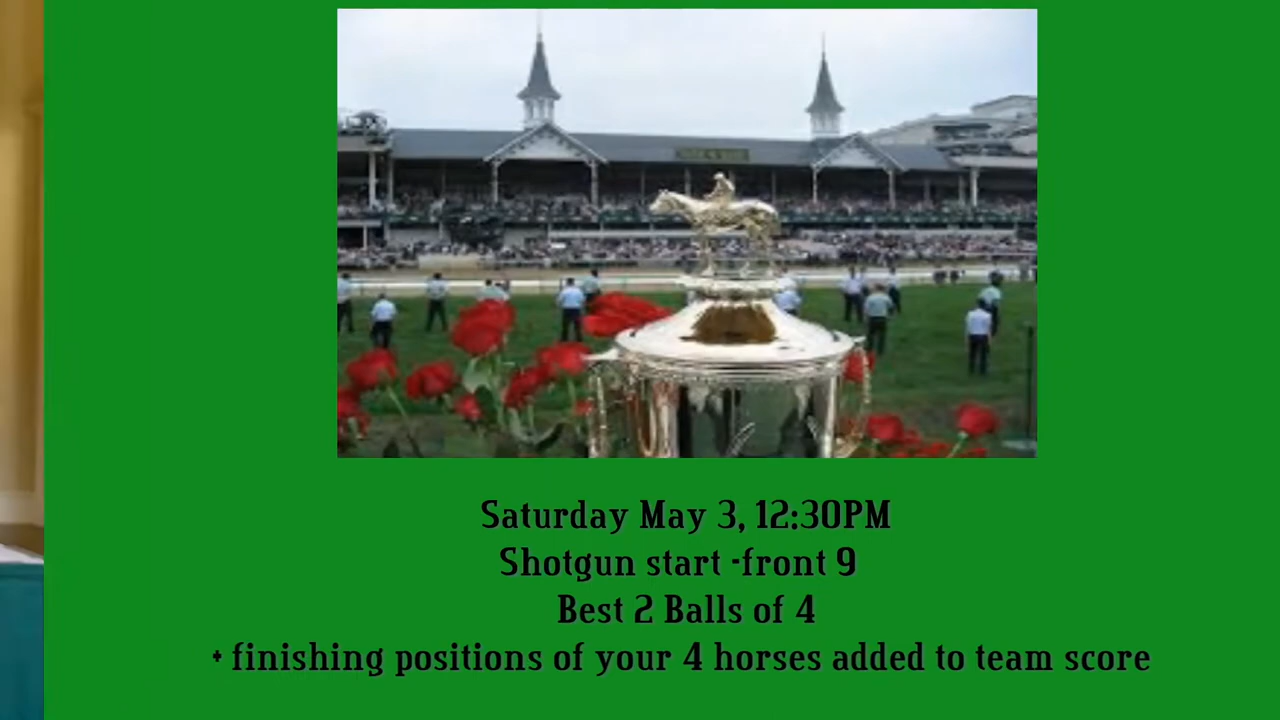 Saturday May 3, 12:30PM
Shotgun start -front 9
Best 2 Balls of 4
+ finishing positions of your 4 horses added to team score